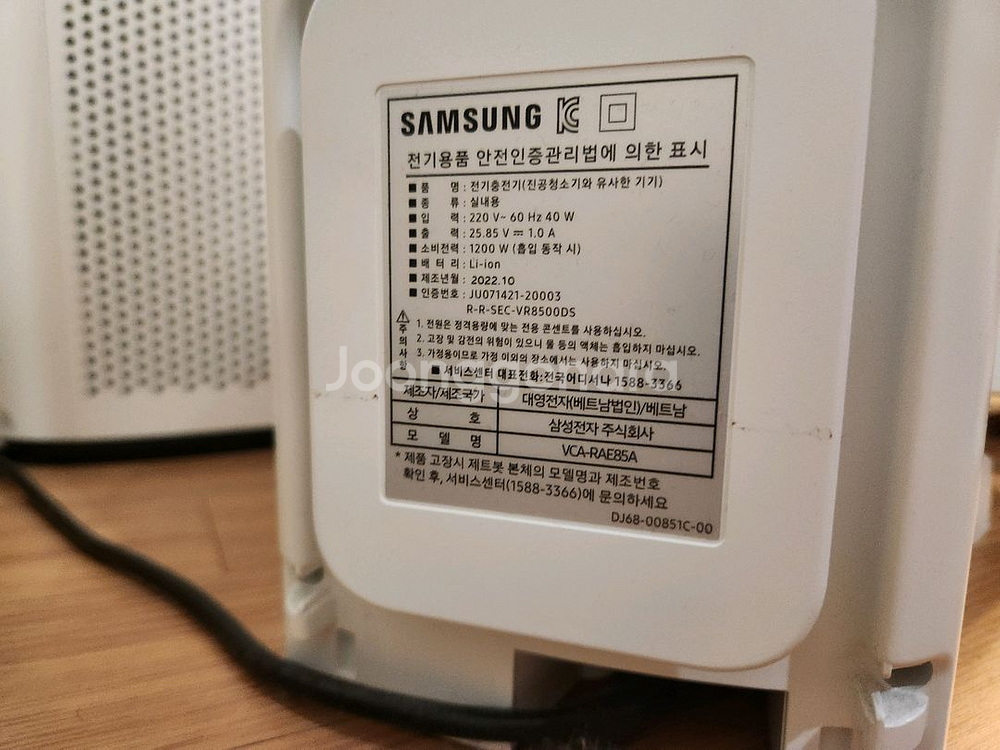 SAMSUNG
전기용품 안전인증관리법에 의한 표시
■ 품 명 : 전기충전기(진공청소기와 유사한 기기)
■ 종 류 : 실내용
■ 입 력 : 220 V~ 60 Hz 40 W
■ 출 력 : 25.85 V ⎓ 1.0 A
■ 소비전력 : 1200 W (흡입 동작 시)
■ 배 터 리 : Li-ion
■ 제조년월 : 2022.10
■ 인증번호 : JU071421-20003
R-R-SEC-VR8500DS
주의사항
1. 전원은 정격용량에 맞는 전용 콘센트를 사용하십시오.
2. 고장 및 감전의 위험이 있으니 물 등의 액체는 흡입하지 마십시오.
3. 가정용이므로 가정 이외의 장소에서는 사용하지 마십시오.
■ 서비스센터 대표전화:전국어디서나 1588-3366
제조자/제조국가 대영전자(베트남법인)/베트남
상 호 삼성전자 주식회사
모 델 명 VCA-RAE85A
* 제품 고장시 제트봇 본체의 모델명과 제조번호
확인 후, 서비스센터(1588-3366)에 문의하세요
DJ68-00851C-00